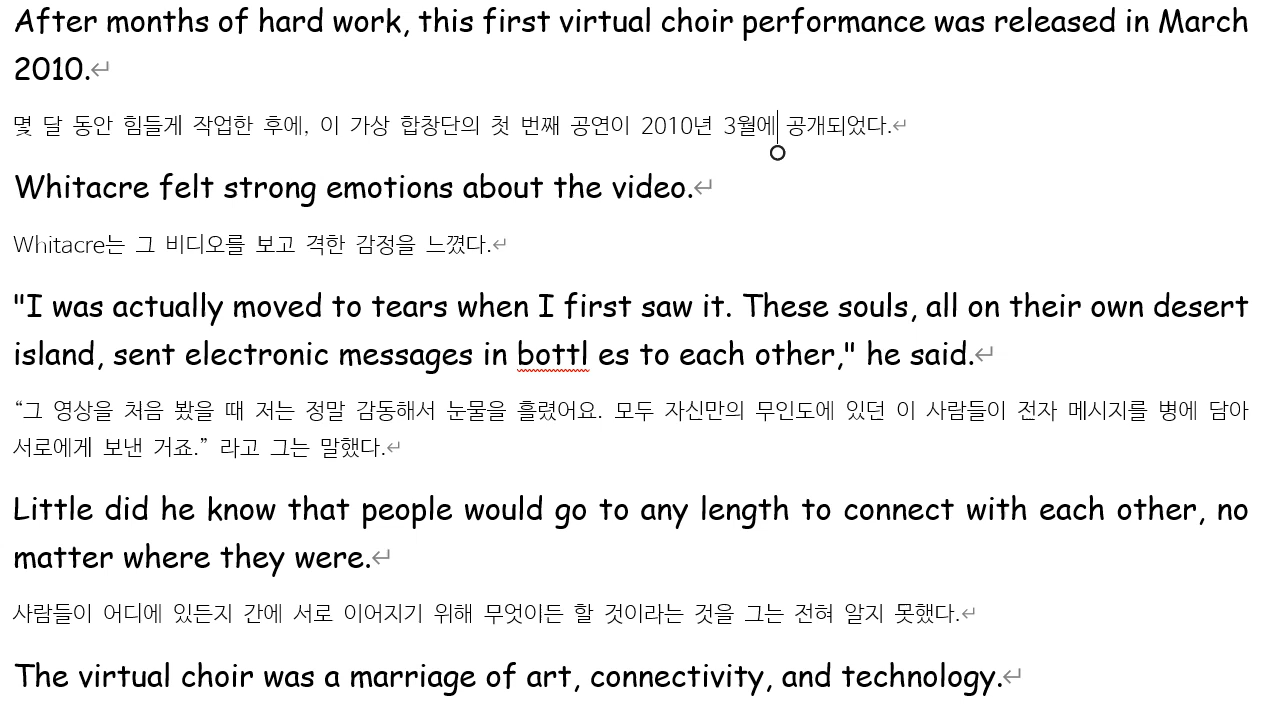 After months of hard work, this first virtual choir performance was released in March
2010.↵
몇 달 동안 힘들게 작업한 후에, 이 가상 합창단의 첫 번째 공연이 2010년 3월에 공개되었다.↵
Whitacre felt strong emotions about the video.↵
Whitacre는 그 비디오를 보고 격한 감정을 느꼈다.↵
"I was actually moved to tears when I first saw it. These souls, all on their own desert
island, sent electronic messages in bottl es to each other," he said.↵
“그 영상을 처음 봤을 때 저는 정말 감동해서 눈물을 흘렸어요. 모두 자신만의 무인도에 있던 이 사람들이 전자 메시지를 병에 담아
서로에게 보낸 거죠.” 라고 그는 말했다.↵
Little did he know that people would go to any length to connect with each other, no
matter where they were.↵
사람들이 어디에 있든지 간에 서로 이어지기 위해 무엇이든 할 것이라는 것을 그는 전혀 알지 못했다.↵
The virtual choir was a marriage of art, connectivity, and technology.↵